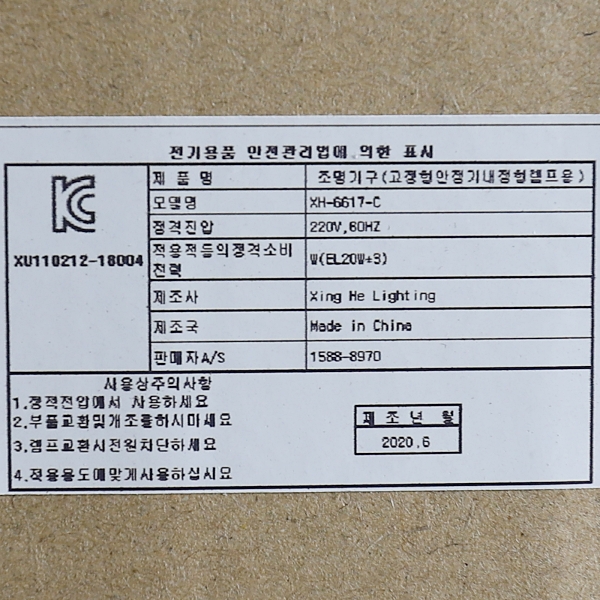 전기용품 안전관리법에 의한 표시
KC
XU110212-18004
제 품 명 조명기구(고정형안정기내장형램프용)
모델명 XH-6617-C
정격진압 220V,60HZ
적용적등의정격소비전력 W(EL20W*3)
제조사 Xing He Lighting
제조국 Made in China
판매자A/S 1588-8970
사용상주의사항
1.정적전압에서 사용하세요
2.부품교환및개조를하시마세요
3.램프교환시전원차단하세요
4.적용용도에맞게사용하십시요
제 조 년 월
2020.6